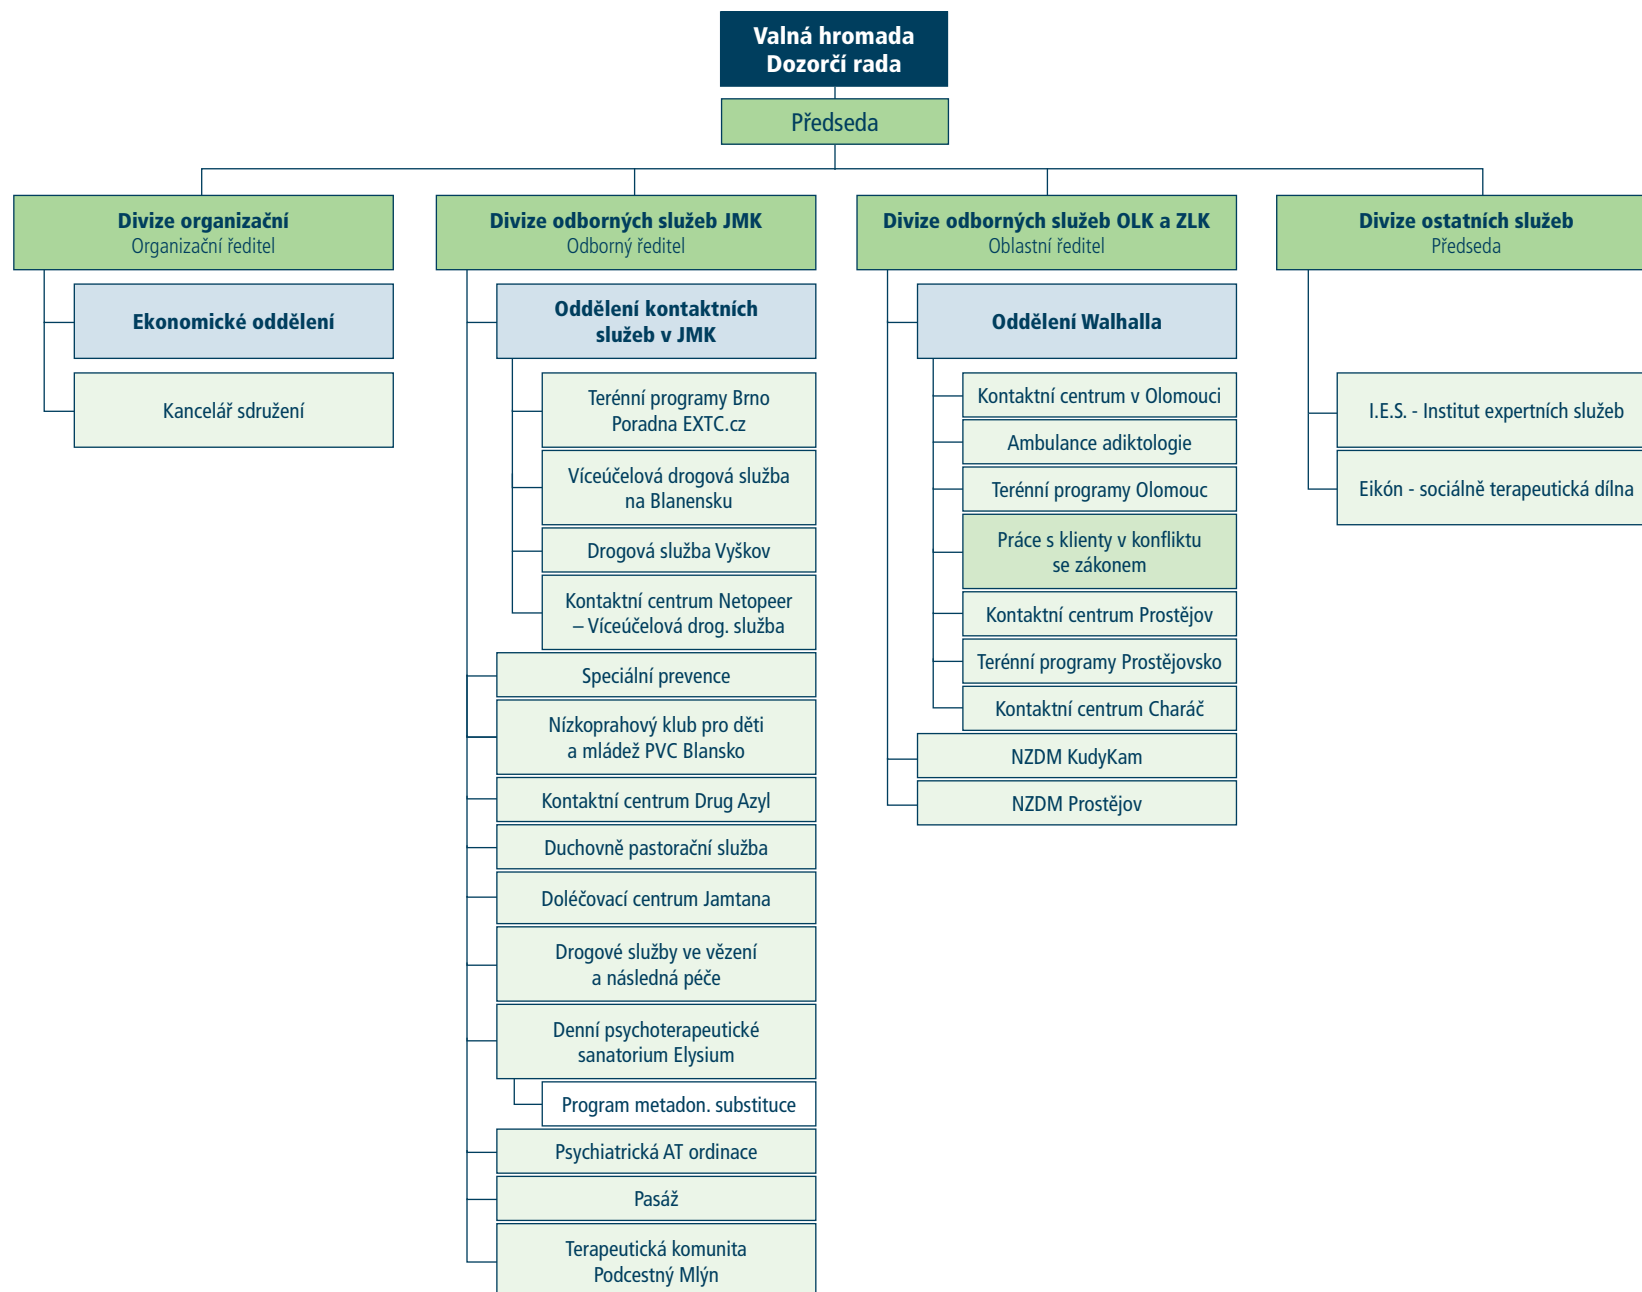 Valná hromada
Dozorčí rada
Předseda
Divize organizační
Organizační ředitel
Ekonomické oddělení
Kancelář sdružení
Divize odborných služeb JMK
Odborný ředitel
Oddělení kontaktních
služeb v JMK
Terénní programy Brno
Poradna EXTC.cz
Víceúčelová drogová služba
na Blanensku
Drogová služba Vyškov
Kontaktní centrum Netopeer
– Víceúčelová drog. služba
Speciální prevence
Nízkoprahový klub pro děti
a mládež PVC Blansko
Kontaktní centrum Drug Azyl
Duchovně pastorační služba
Doléčovací centrum Jamtana
Drogové služby ve vězení
a následná péče
Denní psychoterapeutické
sanatorium Elysium
Program metadon. substituce
Psychiatrická AT ordinace
Pasáž
Terapeutická komunita
Podcestný Mlýn
Divize odborných služeb OLK a ZLK
Oblastní ředitel
Oddělení Walhalla
Kontaktní centrum v Olomouci
Ambulance adiktologie
Terénní programy Olomouc
Práce s klienty v konfliktu
se zákonem
Kontaktní centrum Prostějov
Terénní programy Prostějovsko
Kontaktní centrum Charáč
NZDM KudyKam
NZDM Prostějov
Divize ostatních služeb
Předseda
I.E.S. - Institut expertních služeb
Eikón - sociálně terapeutická dílna